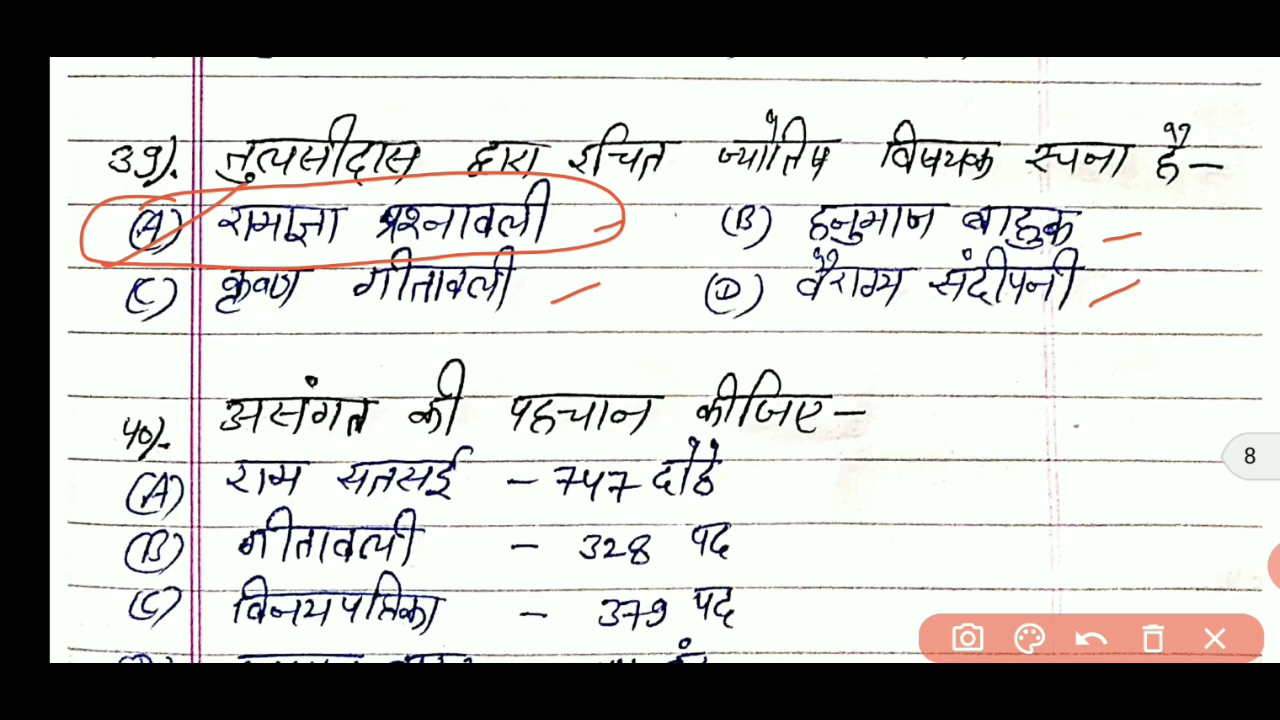 39). तुलसीदास द्वारा रचित ज्योतिष विषयक रचना है-
(A) रामाज्ञा प्रश्नावली (B) हनुमान बाहुक
(C) कृष्ण गीतावली (D) वैराग्य संदीपनी
40). असंगत की पहचान कीजिए-
(A) राम सतसई - 747 दोहे
(B) गीतावली - 328 पद
8
(C) विनयपत्रिका - 379 पद